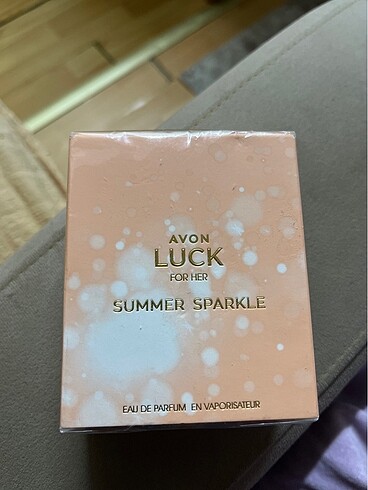 AVON
LUCK
FOR HER
SUMMER SPARKLE
EAU DE PARFUM EN VAPORISATEUR